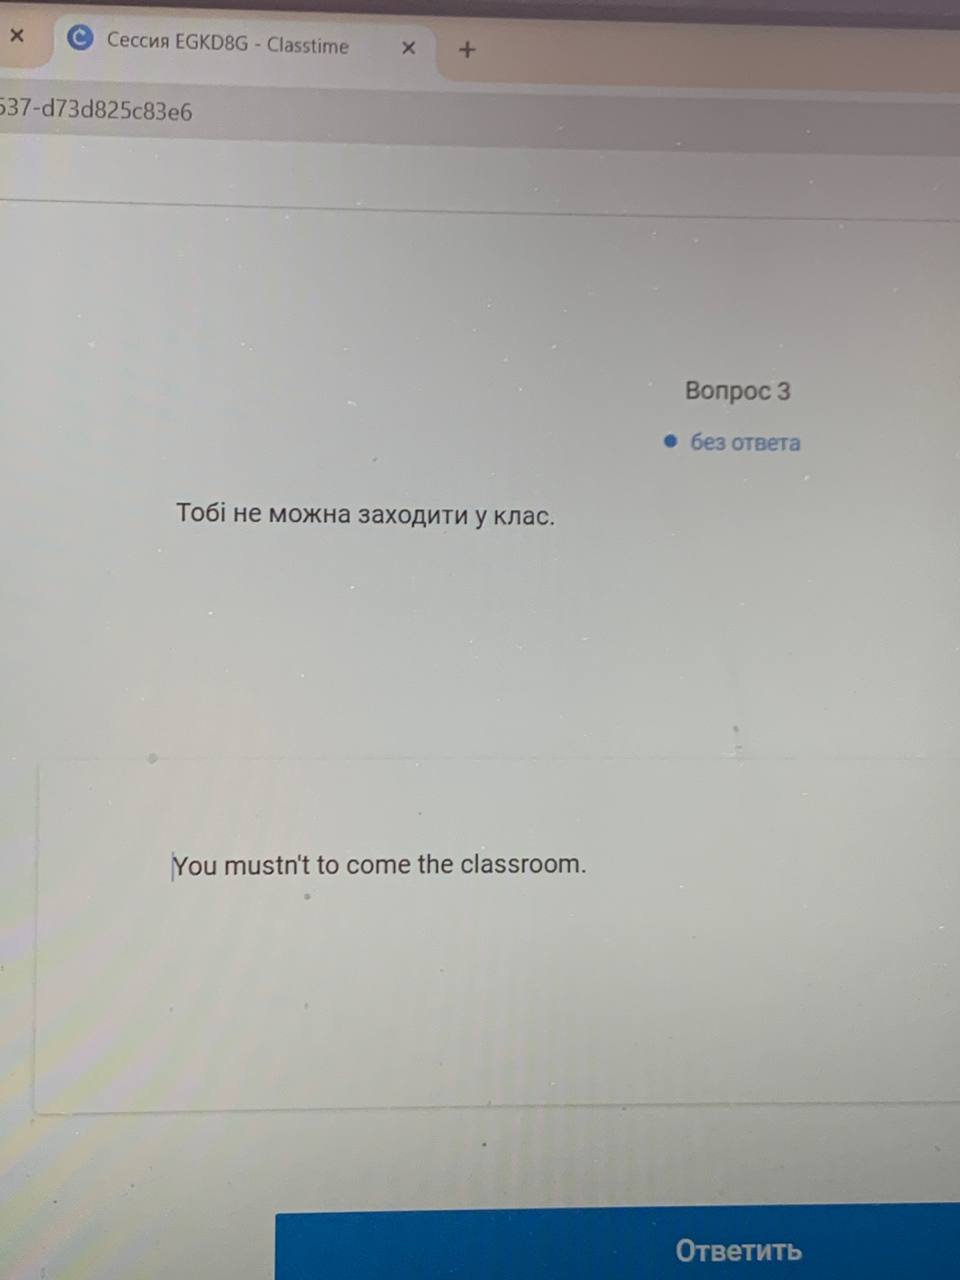 Сессия EGKD8G - Classtime
537-d73d825c83e6
Вопрос 3
без ответа
Тобі не можна заходити у клас.
You mustn't to come the classroom.
Ответить